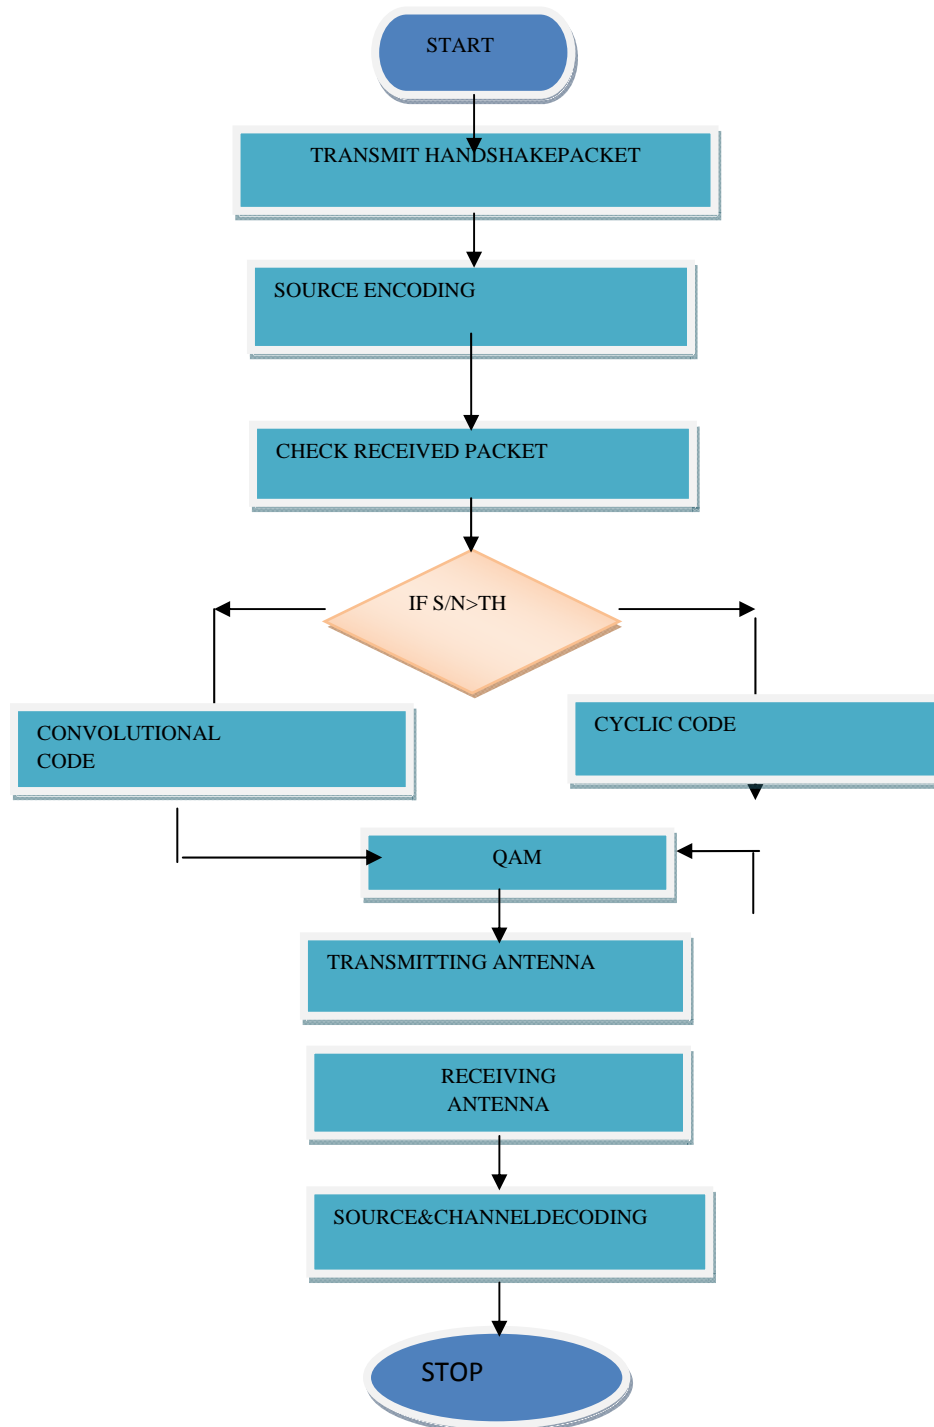 START
TRANSMIT HANDSHAKEPACKET
SOURCE ENCODING
CHECK RECEIVED PACKET
IF S/N>TH
CONVOLUTIONAL
CODE
CYCLIC CODE
QAM
TRANSMITTING ANTENNA
RECEIVING
ANTENNA
SOURCE&CHANNELDECODING
STOP